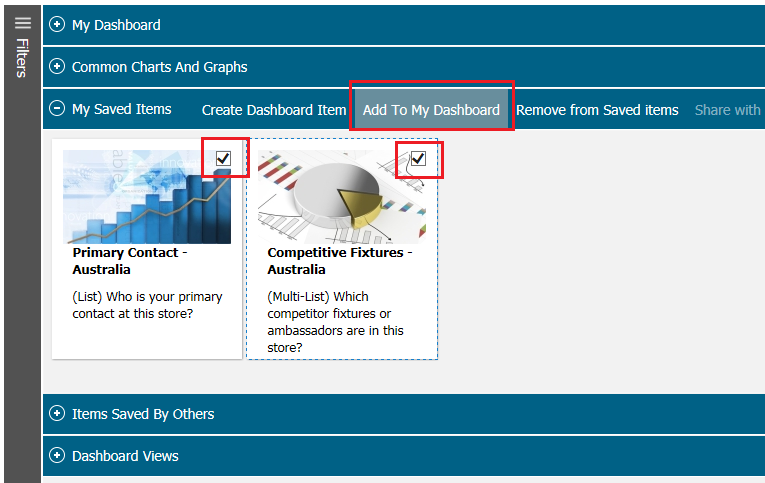 My Dashboard
Filters
Common Charts And Graphs
My Saved Items Create Dashboard Item Add To My Dashboard Remove from Saved items Share with
Primary Contact -
Australia
(List) Who is your primary
contact at this store?
Competitive Fixtures -
Australia
(Multi-List) Which
competitor fixtures or
ambassadors are in this
store?
Items Saved By Others
Dashboard Views